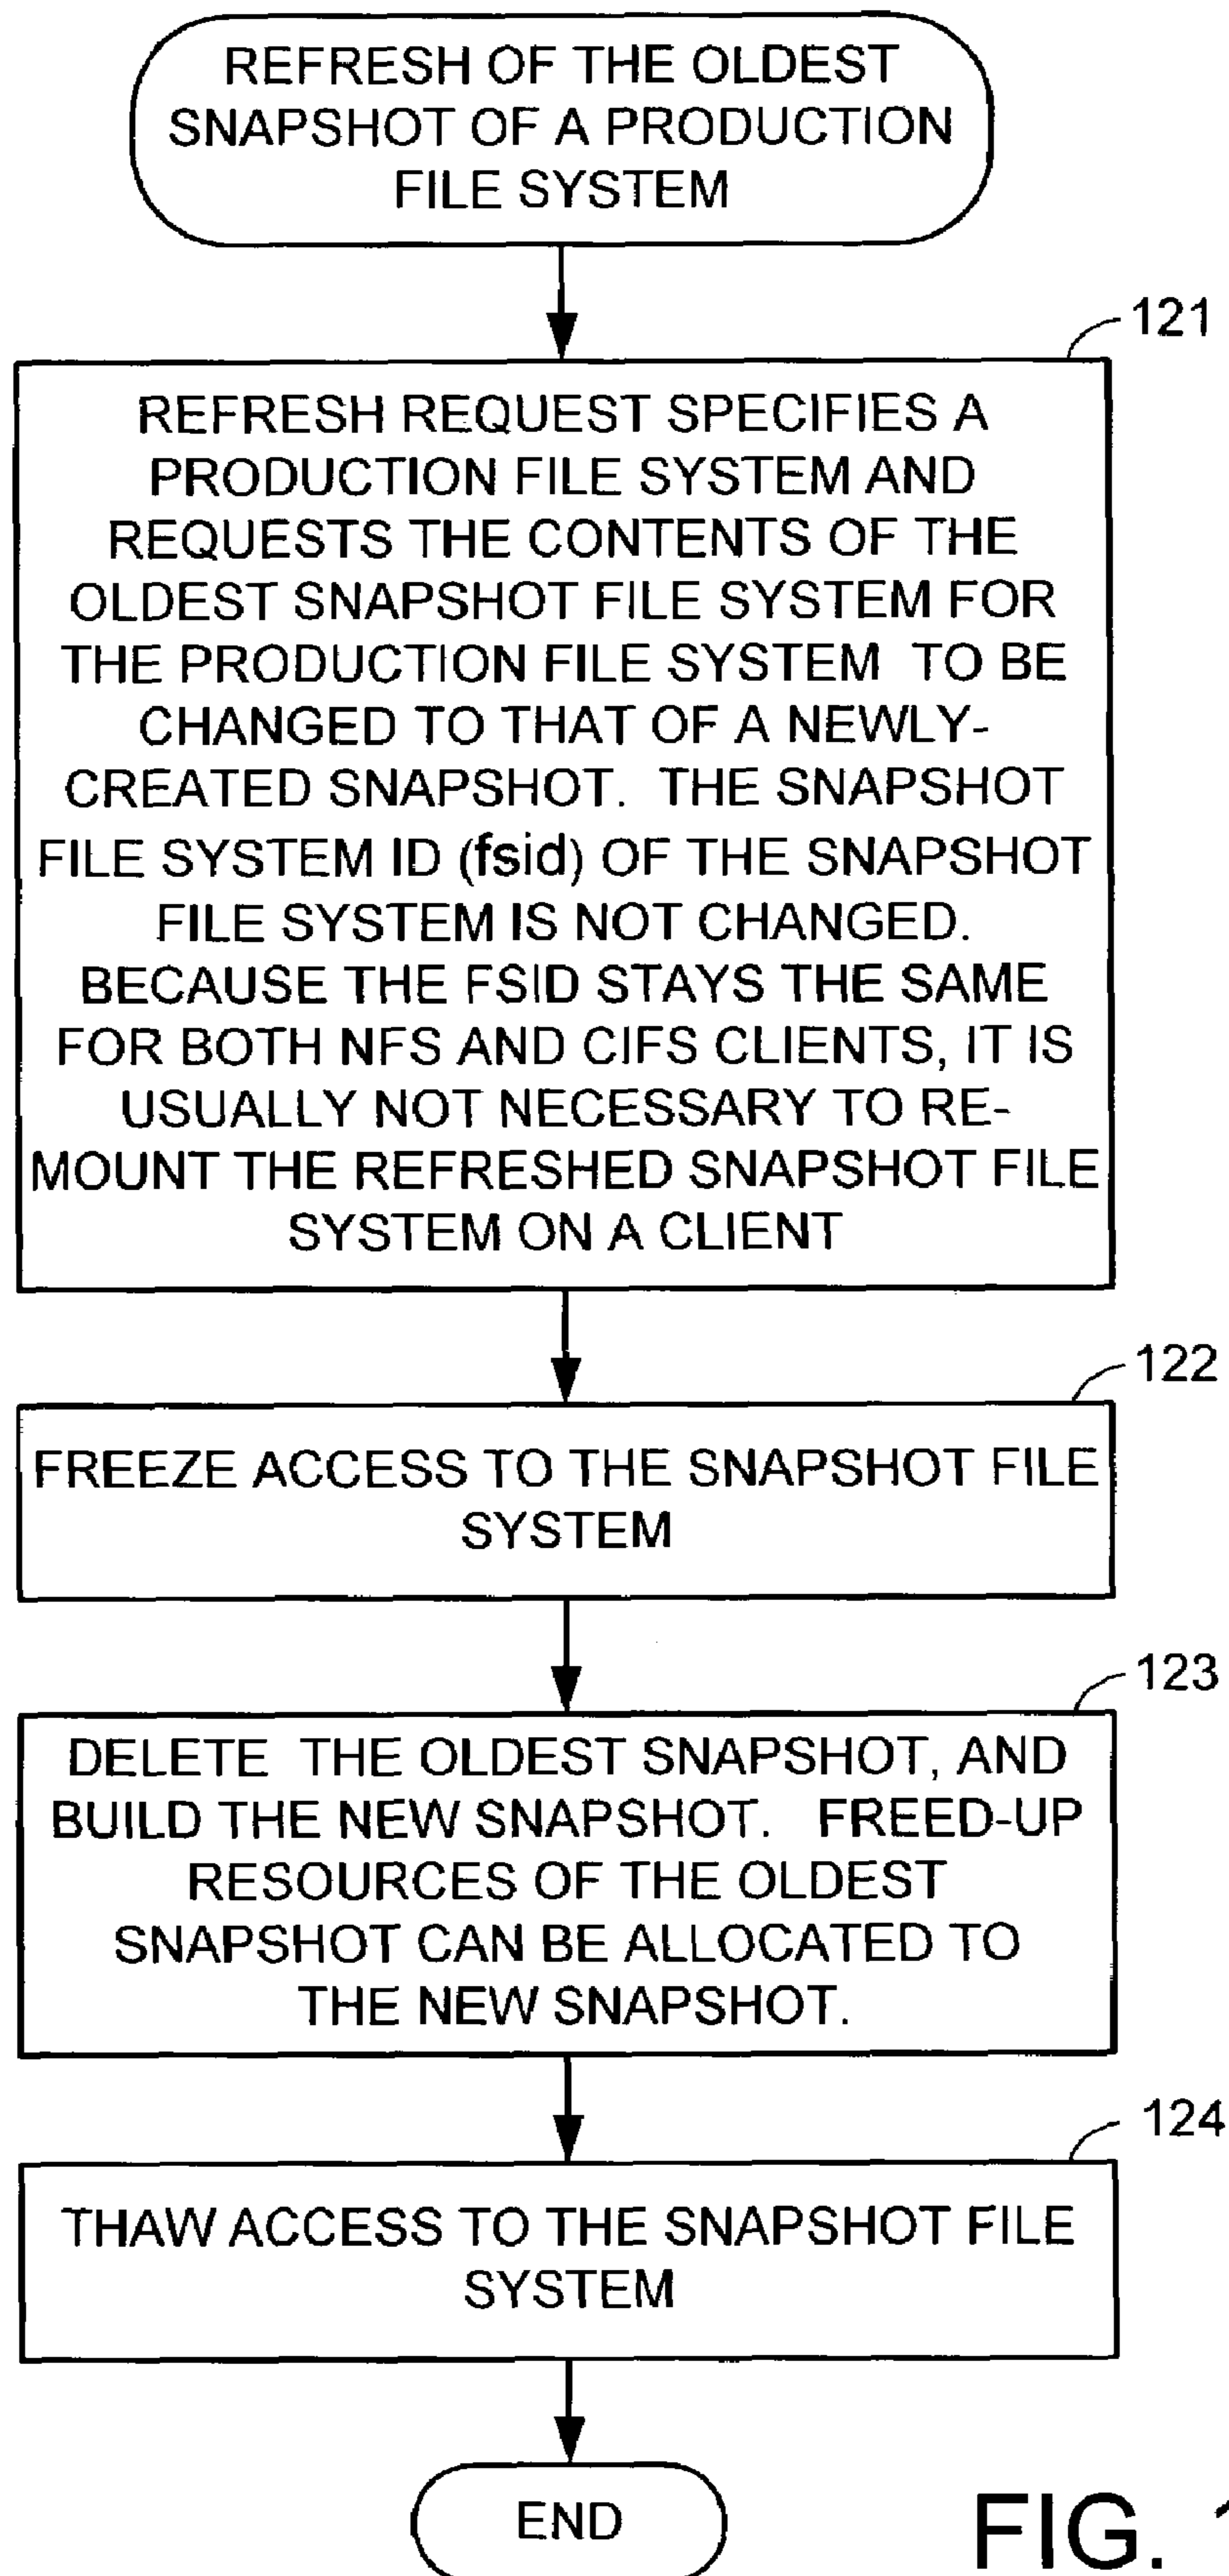 REFRESH OF THE OLDEST
SNAPSHOT OF A PRODUCTION
FILE SYSTEM
121
REFRESH REQUEST SPECIFIES A
PRODUCTION FILE SYSTEM AND
REQUESTS THE CONTENTS OF THE
OLDEST SNAPSHOT FILE SYSTEM FOR
THE PRODUCTION FILE SYSTEM TO BE
CHANGED TO THAT OF A NEWLY-
CREATED SNAPSHOT. THE SNAPSHOT
FILE SYSTEM ID (fsid) OF THE SNAPSHOT
FILE SYSTEM IS NOT CHANGED.
BECAUSE THE FSID STAYS THE SAME
FOR BOTH NFS AND CIFS CLIENTS, IT IS
USUALLY NOT NECESSARY TO RE-
MOUNT THE REFRESHED SNAPSHOT FILE
SYSTEM ON A CLIENT
122
FREEZE ACCESS TO THE SNAPSHOT FILE
SYSTEM
123
DELETE THE OLDEST SNAPSHOT, AND
BUILD THE NEW SNAPSHOT. FREED-UP
RESOURCES OF THE OLDEST
SNAPSHOT CAN BE ALLOCATED TO
THE NEW SNAPSHOT.
124
THAW ACCESS TO THE SNAPSHOT FILE
SYSTEM
END
FIG.